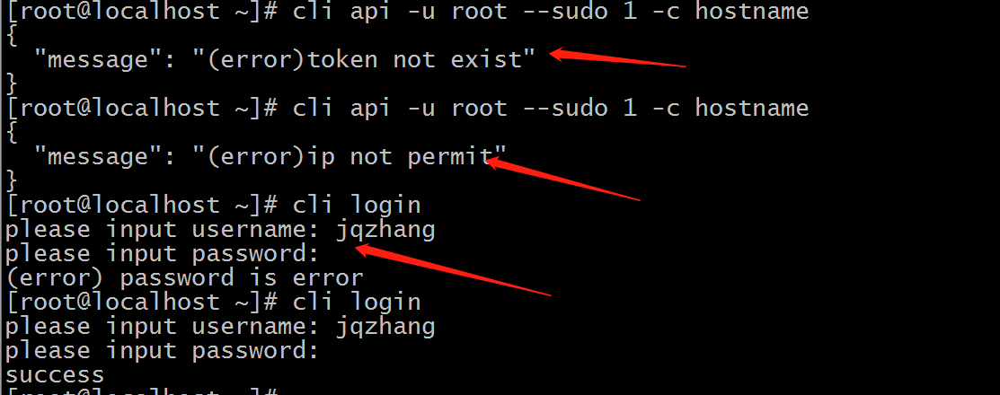 [root@localhost ~]# cli api -u root --sudo 1 -c hostname
{
  "message": "(error)token not exist"
}
[root@localhost ~]# cli api -u root --sudo 1 -c hostname
{
  "message": "(error)ip not permit"
}
[root@localhost ~]# cli login
please input username: jqzhang
please input password:
(error) password is error
[root@localhost ~]# cli login
please input username: jqzhang
please input password:
success
[root@localhost ~]#